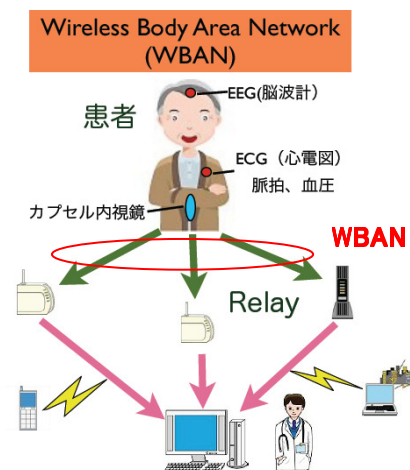 Wireless Body Area Network
(WBAN)
EEG(脳波計）
患者
ECG（心電図）
脈拍、血圧
カプセル内視鏡
WBAN
Relay